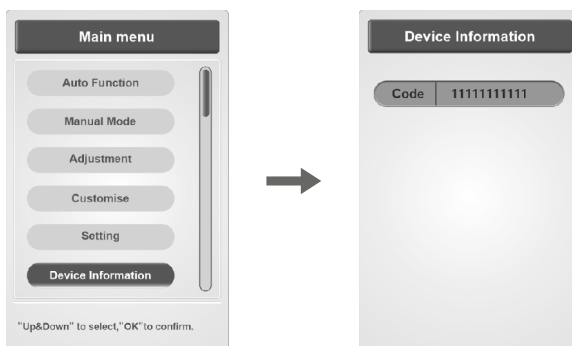 Main menu
Auto Function
Manual Mode
Adjustment
Customise
Setting
Device Information
"Up&Down" to select,"OK"to confirm.
Device Information
Code 11111111111